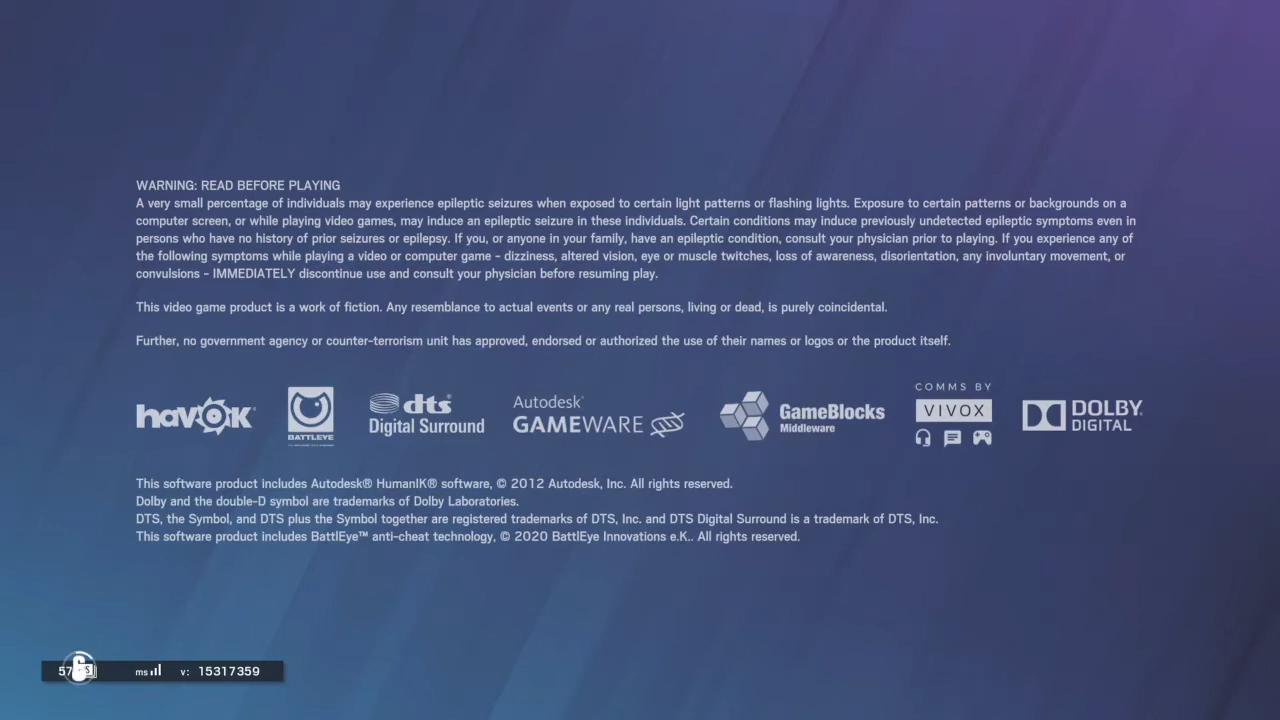 WARNING: READ BEFORE PLAYING
A very small percentage of individuals may experience epileptic seizures when exposed to certain light patterns or flashing lights. Exposure to certain patterns or backgrounds on a
computer screen, or while playing video games, may induce an epileptic seizure in these individuals. Certain conditions may induce previously undetected epileptic symptoms even in
persons who have no history of prior seizures or epilepsy. If you, or anyone in your family, have an epileptic condition, consult your physician prior to playing. If you experience any of
the following symptoms while playing a video or computer game - dizziness, altered vision, eye or muscle twitches, loss of awareness, disorientation, any involuntary movement, or
convulsions - IMMEDIATELY discontinue use and consult your physician before resuming play.
This video game product is a work of fiction. Any resemblance to actual events or any real persons, living or dead, is purely coincidental.
Further, no government agency or counter-terrorism unit has approved, endorsed or authorized the use of their names or logos or the product itself.
havok
BATTLEYE
dts
Digital Surround
Autodesk
GAMEWARE
GameBlocks
Middleware
COMMS BY
VIVOX
DOLBY
DIGITAL
This software product includes Autodesk® HumanIK® software, © 2012 Autodesk, Inc. All rights reserved.
Dolby and the double-D symbol are trademarks of Dolby Laboratories.
DTS, the Symbol, and DTS plus the Symbol together are registered trademarks of DTS, Inc. and DTS Digital Surround is a trademark of DTS, Inc.
This software product includes BattlEye™ anti-cheat technology, © 2020 BattlEye Innovations e.K.. All rights reserved.
57 ms v: 15317359